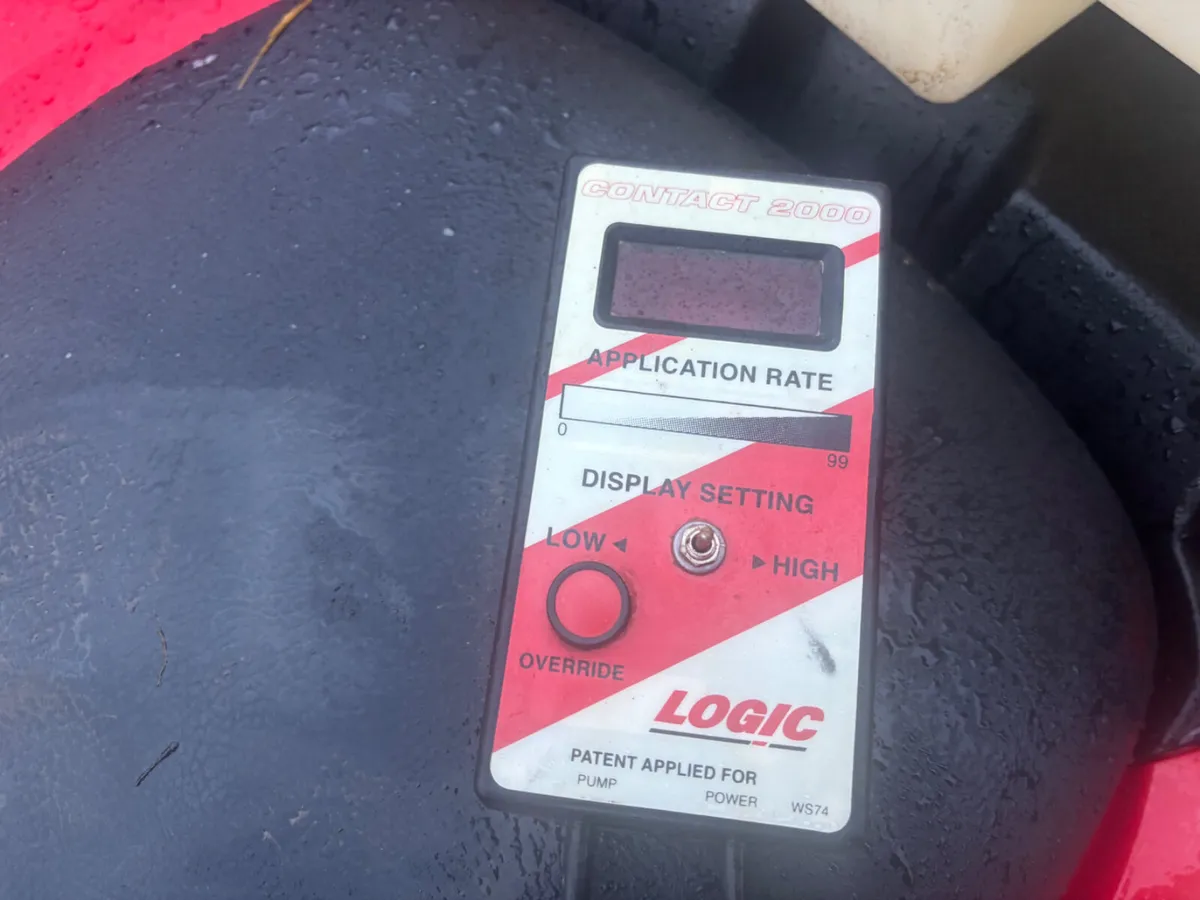 CONTACT 2000
APPLICATION RATE
0
99
DISPLAY SETTING
LOW ◄
► HIGH
OVERRIDE
LOGIC
PATENT APPLIED FOR
PUMP POWER WS74